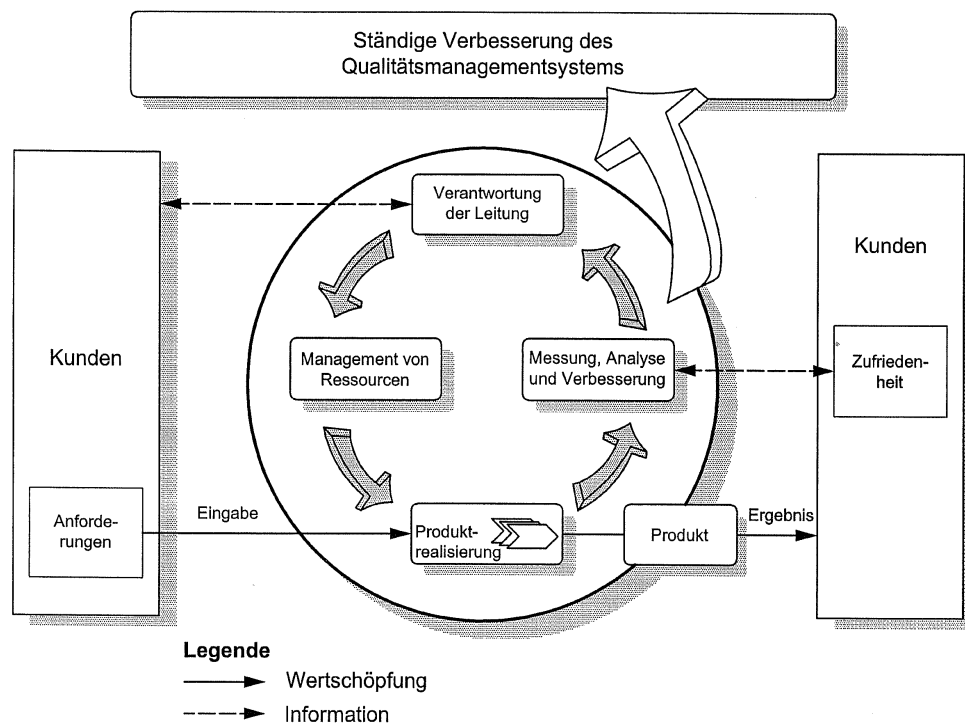 Ständige Verbesserung des
Qualitätsmanagementsystems
Verantwortung
der Leitung
Kunden
Kunden
Management von
Ressourcen
Messung, Analyse
und Verbesserung
Zufrieden-
heit
Anforde-
rungen
Eingabe
Produkt-
realisierung
Produkt
Ergebnis
Legende
Wertschöpfung
Information